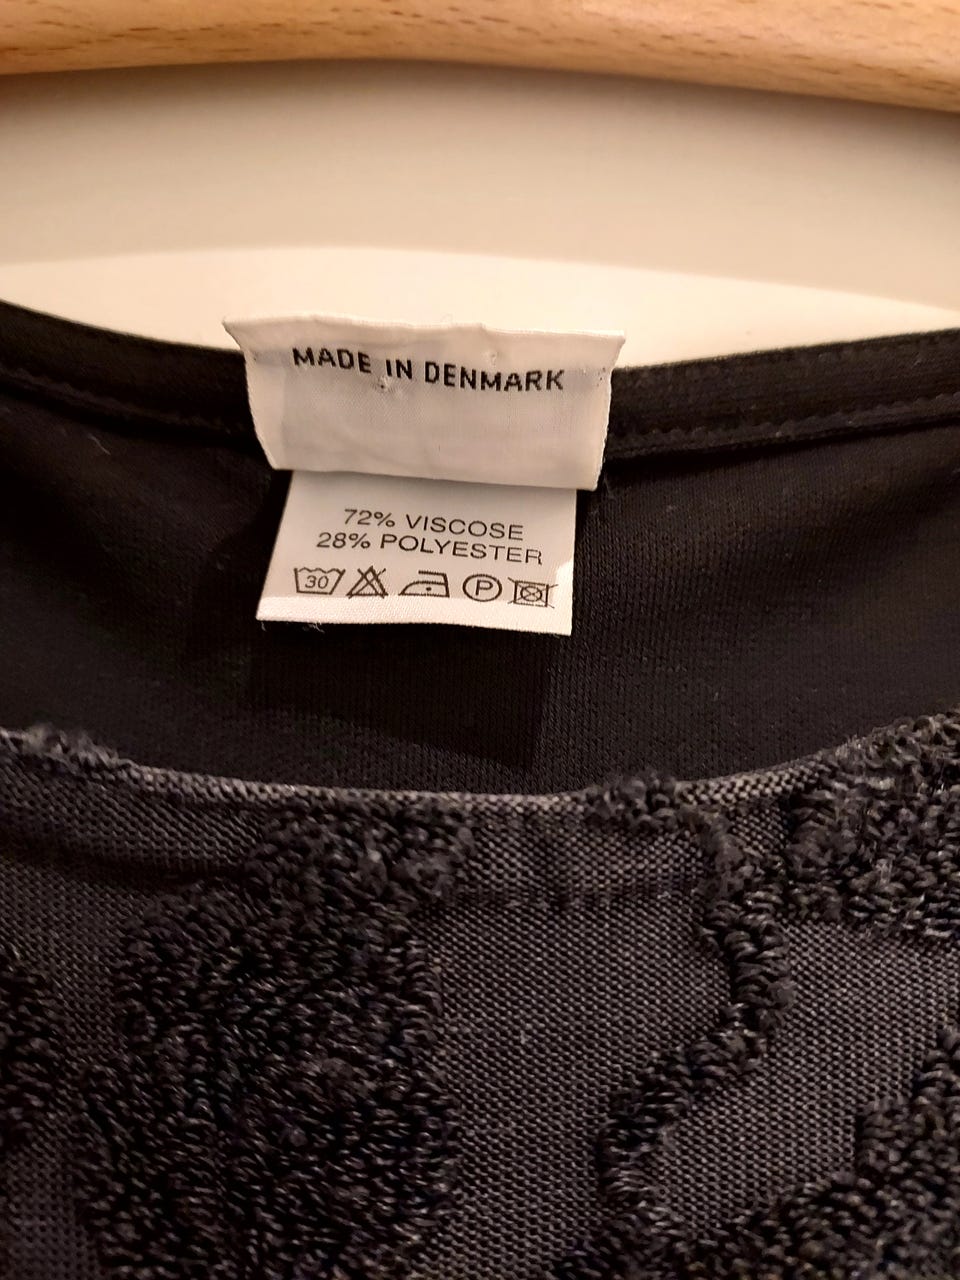 MADE IN DENMARK
72% VISCOSE
28% POLYESTER
30 P